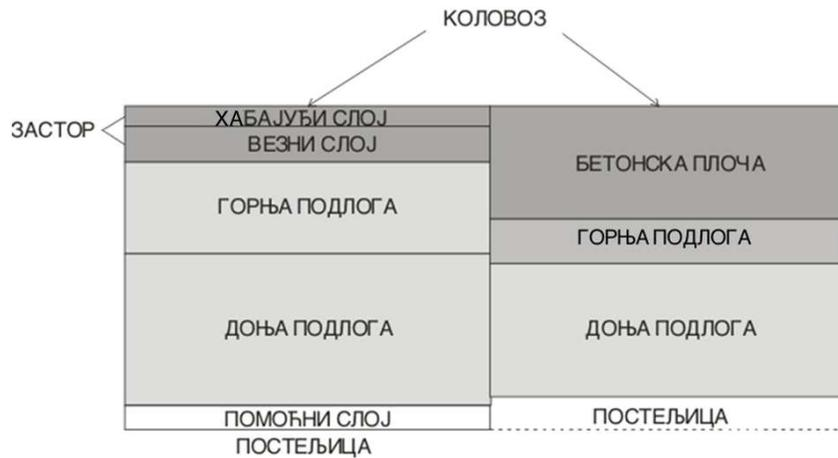 КОЛОВОЗ
ЗАСТОР
ХАБАЈУЋИ СЛОЈ
ВЕЗНИ СЛОЈ
ГОРЊА ПОДЛОГА
ДОЊА ПОДЛОГА
ПОМОЋНИ СЛОЈ
ПОСТЕЉИЦА
БЕТОНСКА ПЛОЧА
ГОРЊА ПОДЛОГА
ДОЊА ПОДЛОГА
ПОСТЕЉИЦА